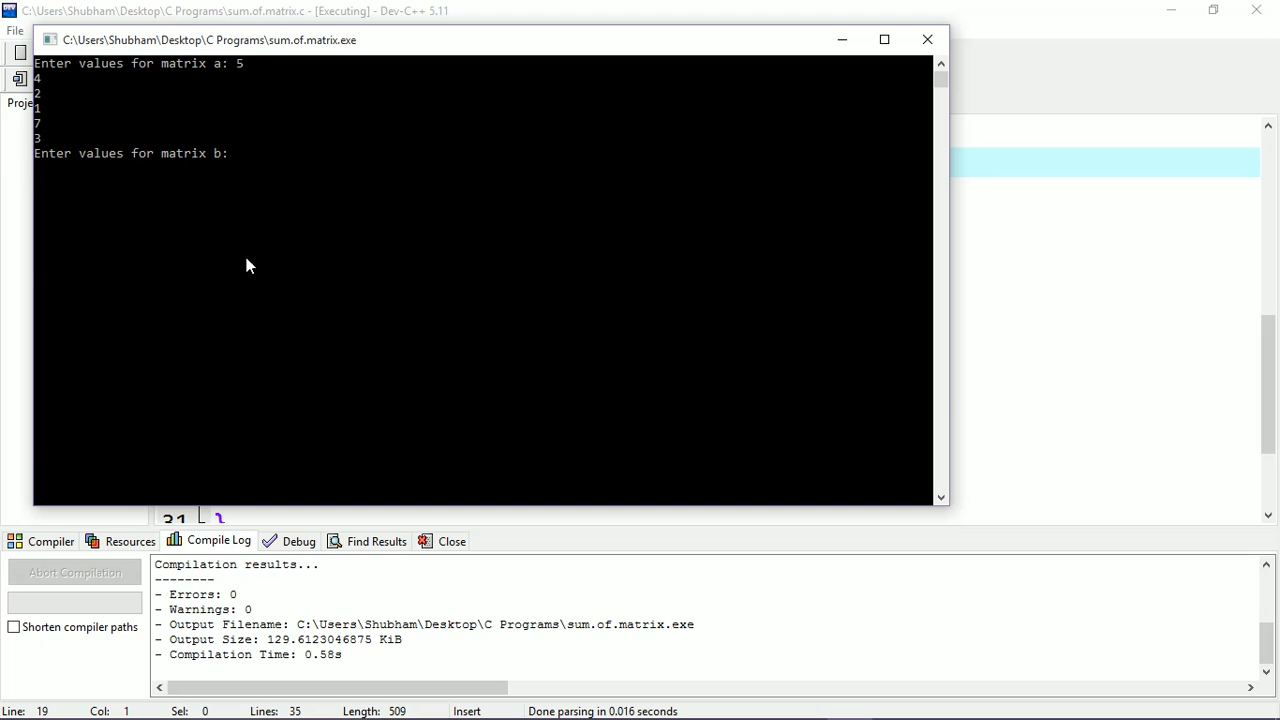 C:\Users\Shubham\Desktop\C Programs\sum.of.matrix.c - [Executing] - Dev-C++ 5.11
File
C:\Users\Shubham\Desktop\C Programs\sum.of.matrix.exe
Proje
Enter values for matrix a: 5
4
2
1
7
3
Enter values for matrix b:
31 }
Compiler Resources Compile Log Debug Find Results Close
Abort Compilation
Shorten compiler paths
Compilation results...
--------
- Errors: 0
- Warnings: 0
- Output Filename: C:\Users\Shubham\Desktop\C Programs\sum.of.matrix.exe
- Output Size: 129.6123046875 KiB
- Compilation Time: 0.58s
Line: 19 Col: 1 Sel: 0 Lines: 35 Length: 509 Insert Done parsing in 0.016 seconds